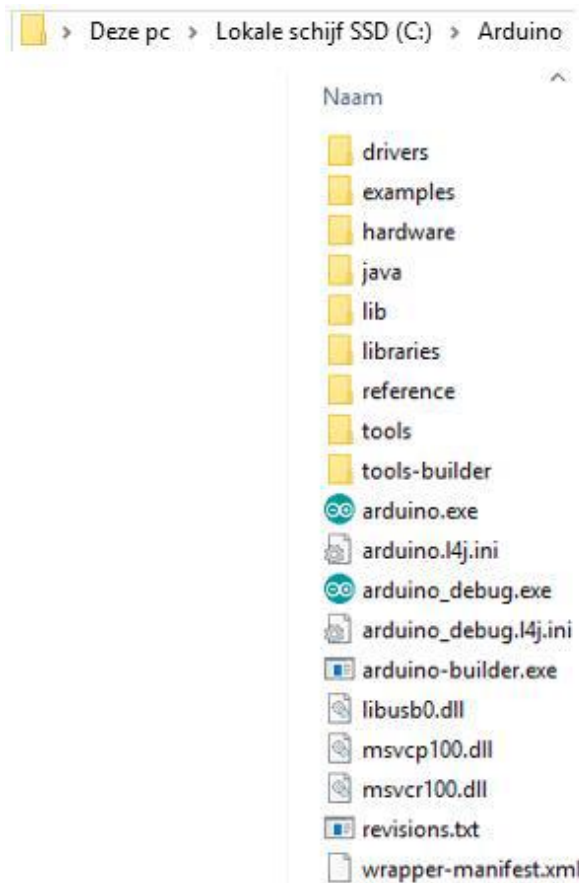 Deze pc > Lokale schijf SSD (C:) > Arduino
Naam
drivers
examples
hardware
java
lib
libraries
reference
tools
tools-builder
arduino.exe
arduino.l4j.ini
arduino_debug.exe
arduino_debug.l4j.ini
arduino-builder.exe
libusb0.dll
msvcp100.dll
msvcr100.dll
revisions.txt
wrapper-manifest.xml